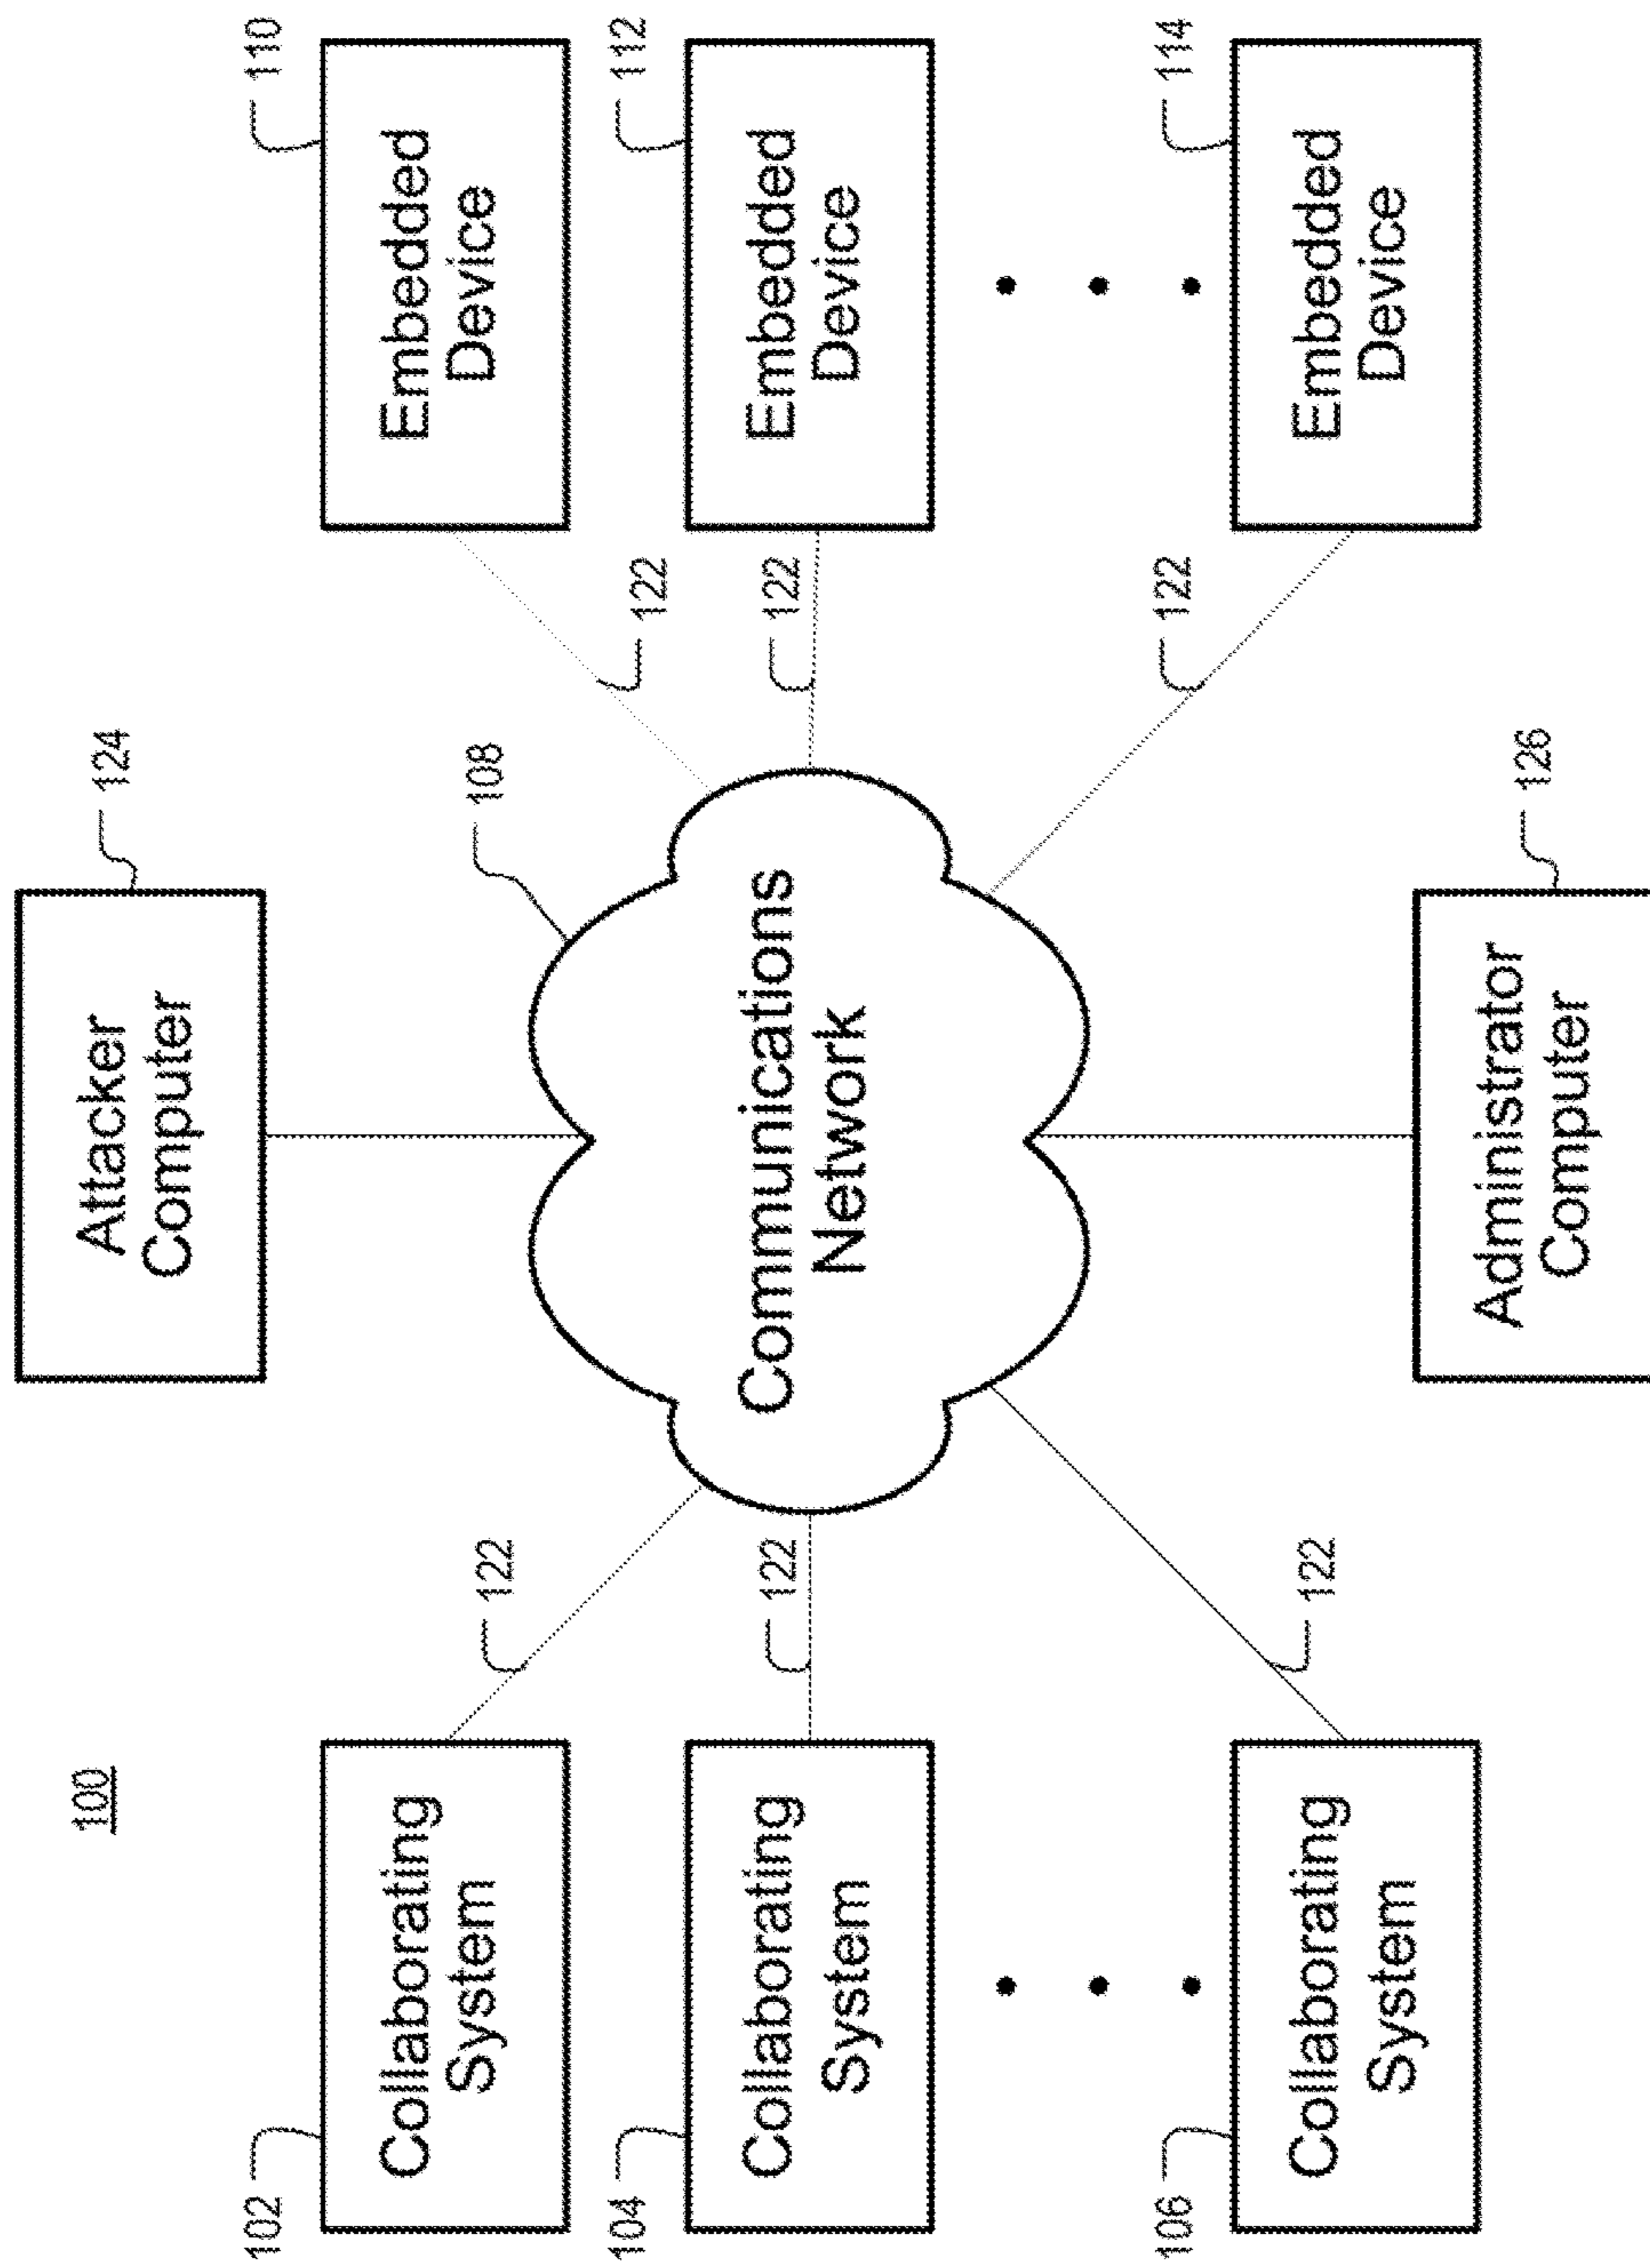 100
Attacker
Computer
124
102
Collaborating
System
122
108
122
110
Embedded
Device
104
Collaborating
System
122
Communications
Network
122
112
Embedded
Device
106
Collaborating
System
122
122
114
Embedded
Device
Administrator
Computer
126